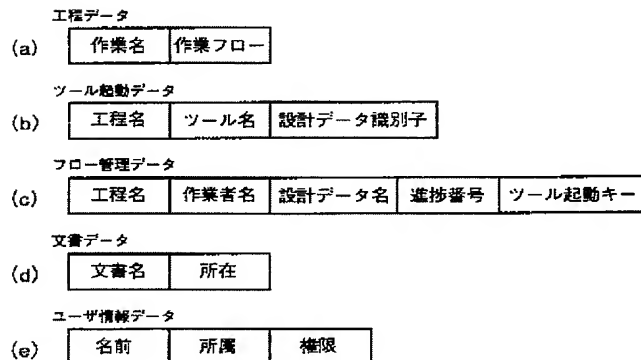 工程データ
(a) 作業名 作業フロー
ツール起動データ
(b) 工程名 ツール名 設計データ識別子
フロー管理データ
(c) 工程名 作業者名 設計データ名 進捗番号 ツール起動キー
文書データ
(d) 文書名 所在
ユーザ情報データ
(e) 名前 所属 権限